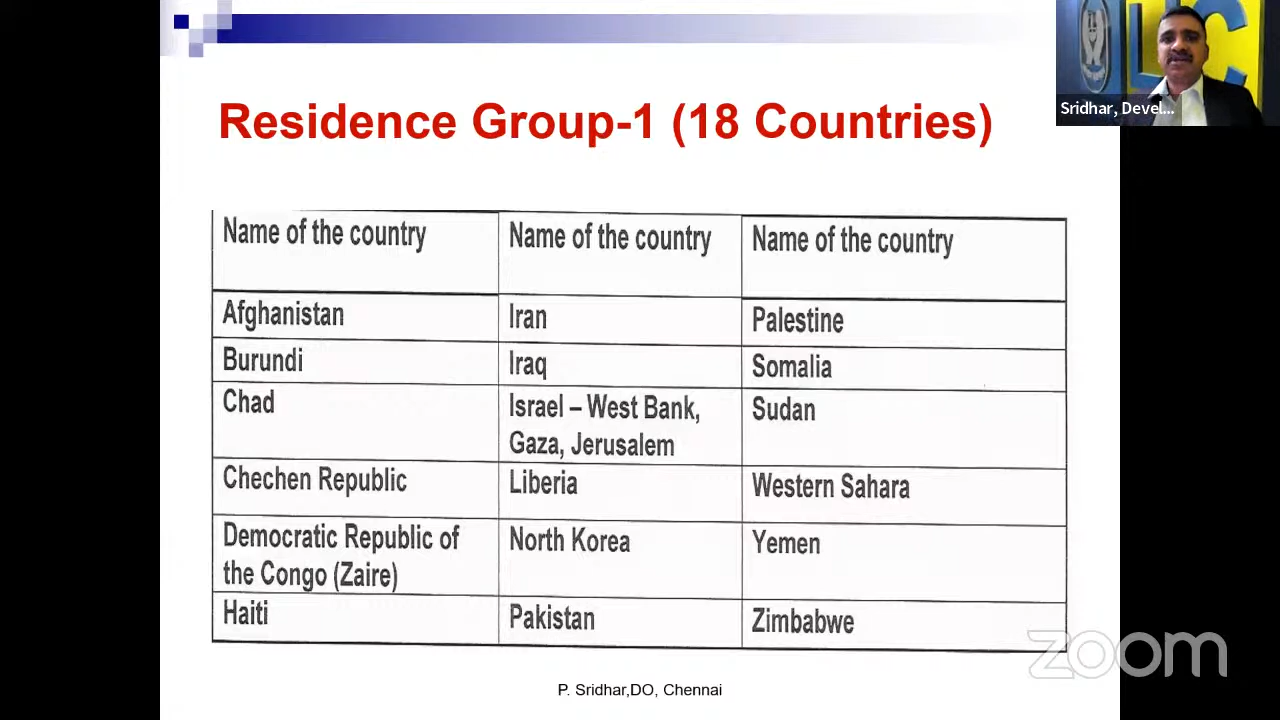 Residence Group-1 (18 Countries)
Sridhar, Devel...
Name of the country Name of the country Name of the country
Afghanistan Iran Palestine
Burundi Iraq Somalia
Chad Israel – West Bank, Sudan
Gaza, Jerusalem
Chechen Republic Liberia Western Sahara
Democratic Republic of North Korea Yemen
the Congo (Zaire)
Haiti Pakistan Zimbabwe
zoom
P. Sridhar,DO, Chennai